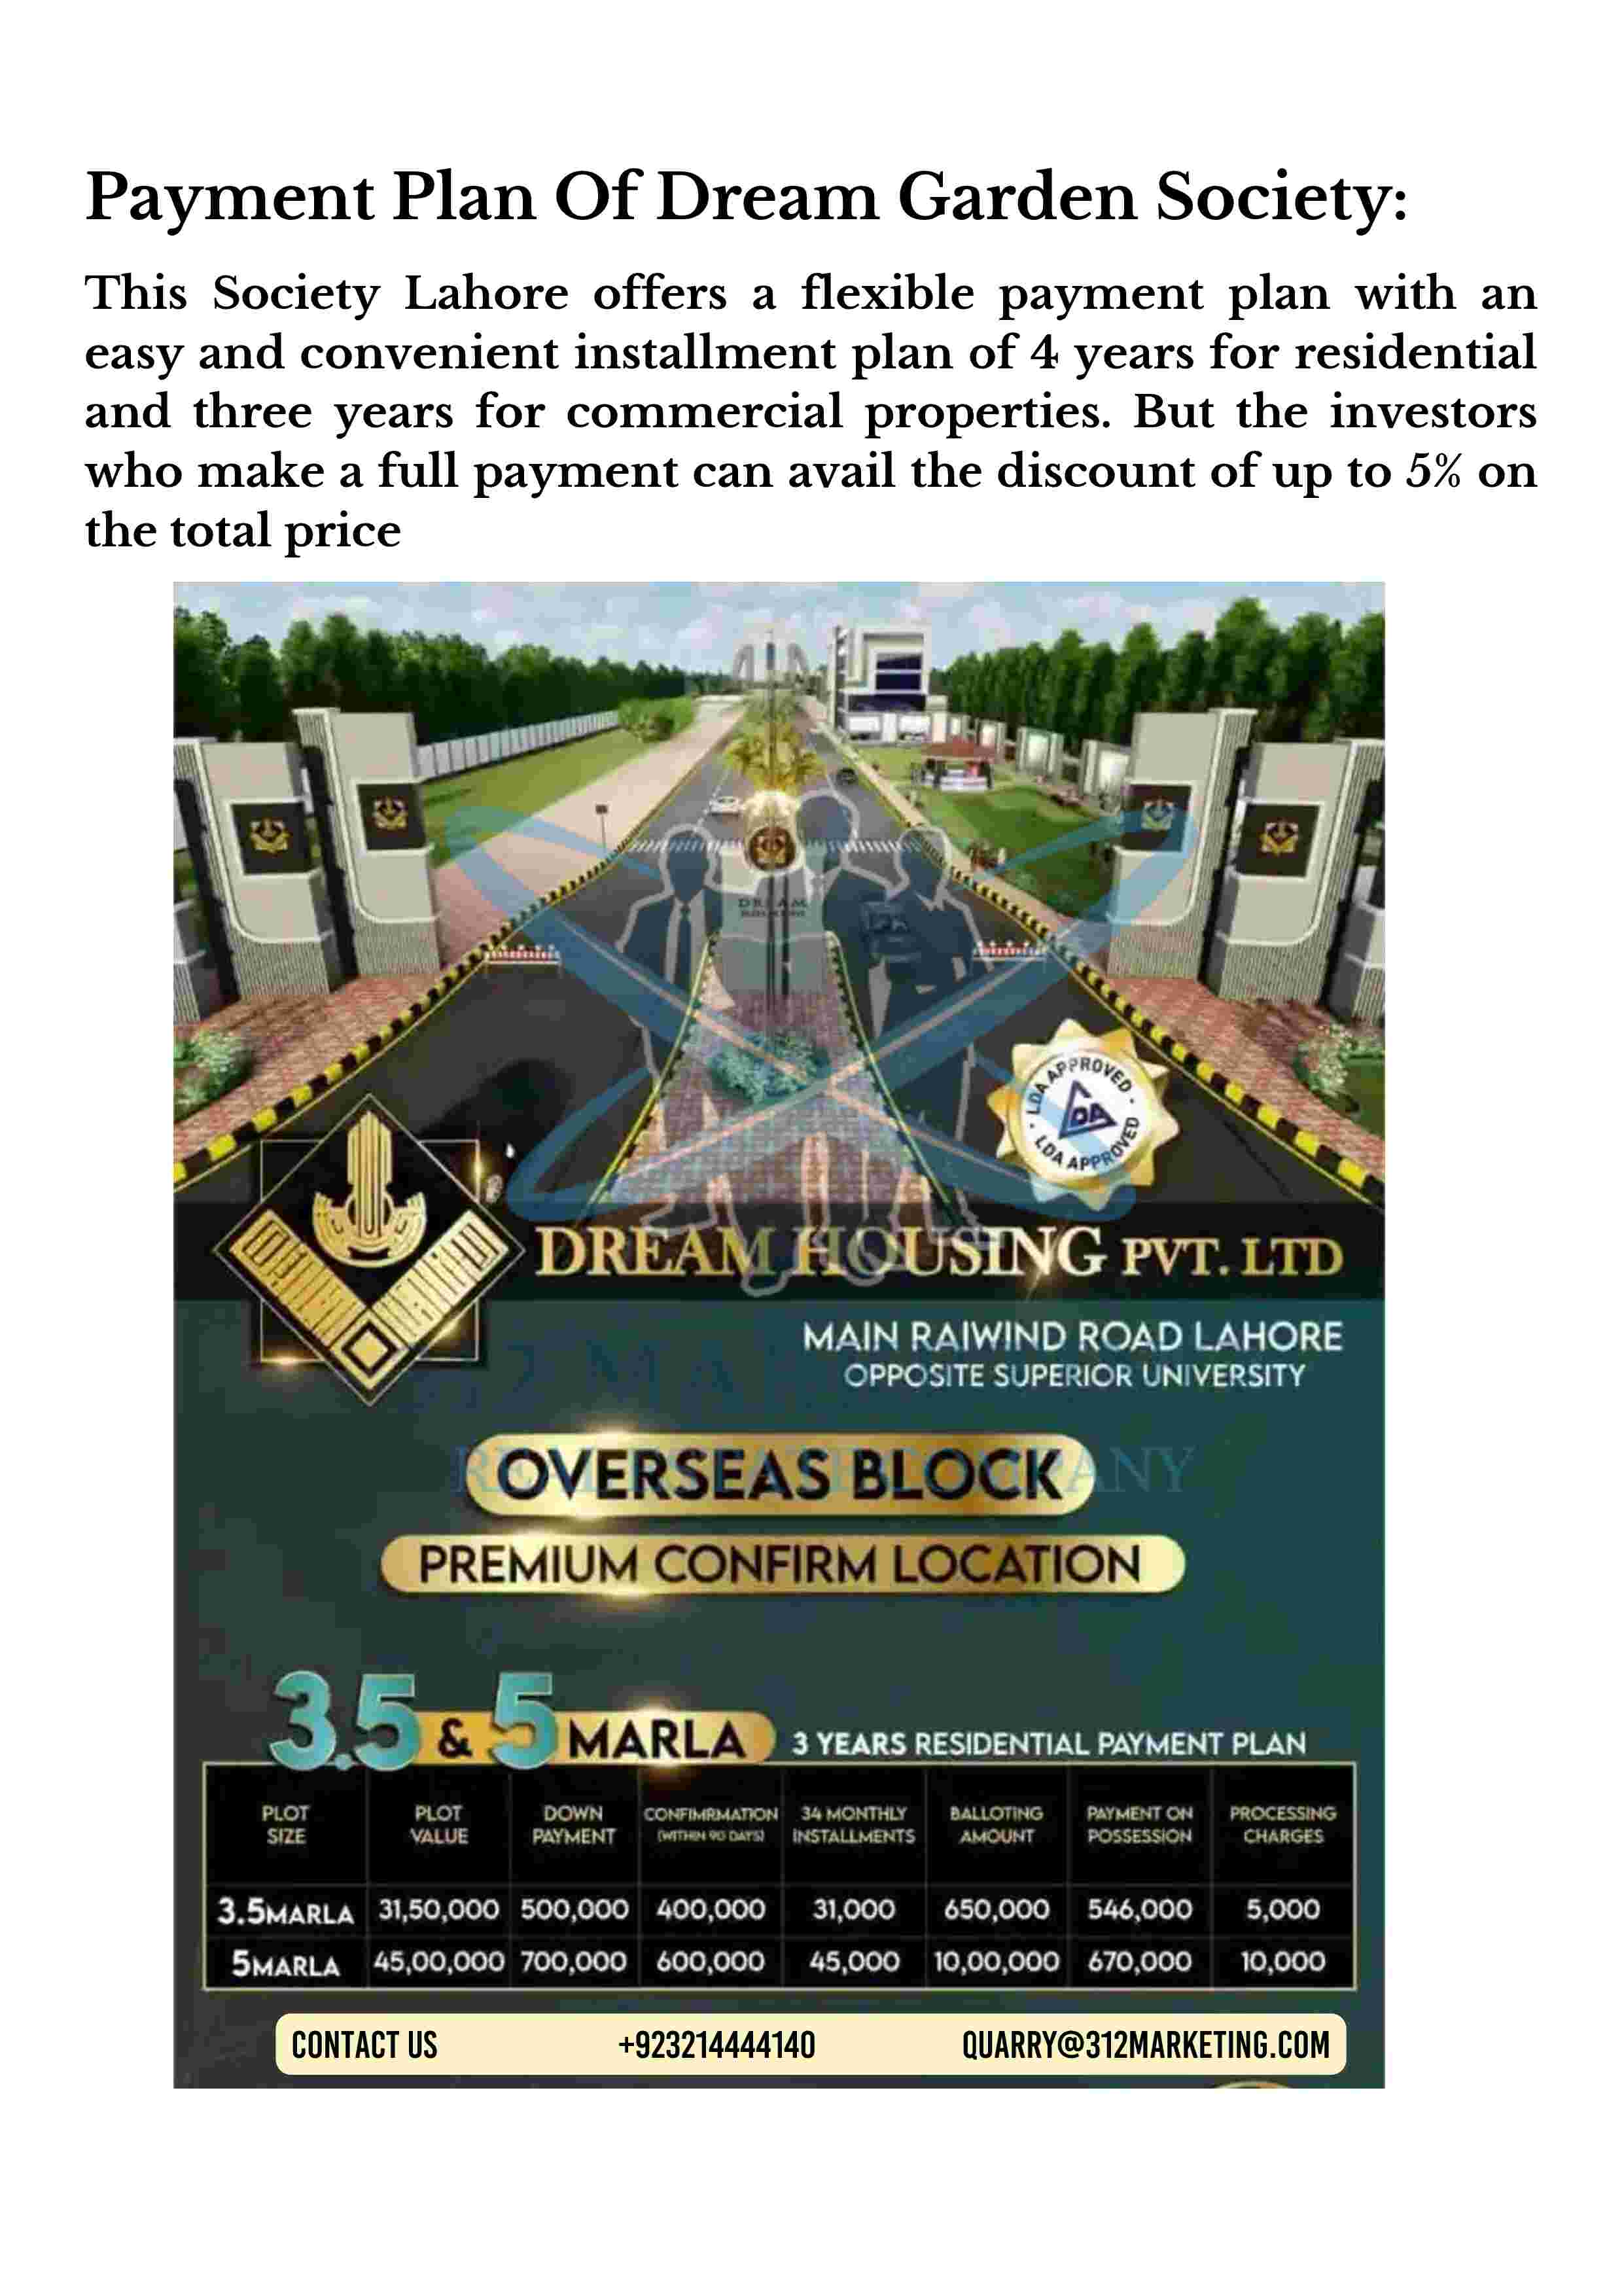 Payment Plan Of Dream Garden Society:
This Society Lahore offers a flexible payment plan with an
easy and convenient installment plan of 4 years for residential
and three years for commercial properties. But the investors
who make a full payment can avail the discount of up to 5% on
the total price
DREAM
LDA APPROVED · LDA APPROVED ·
LDA
DREAM HOUSING PVT. LTD
MAIN RAIWIND ROAD LAHORE
OPPOSITE SUPERIOR UNIVERSITY
OVERSEAS BLOCK
PREMIUM CONFIRM LOCATION
3.5 & 5 MARLA 3 YEARS RESIDENTIAL PAYMENT PLAN
PLOT SIZE PLOT VALUE DOWN PAYMENT CONFIMRMATION (WITHIN 90 DAYS) 34 MONTHLY INSTALLMENTS BALLOTING AMOUNT PAYMENT ON POSSESSION PROCESSING CHARGES
3.5MARLA 31,50,000 500,000 400,000 31,000 650,000 546,000 5,000
5MARLA 45,00,000 700,000 600,000 45,000 10,00,000 670,000 10,000
CONTACT US +923214444140 QUARRY@312MARKETING.COM